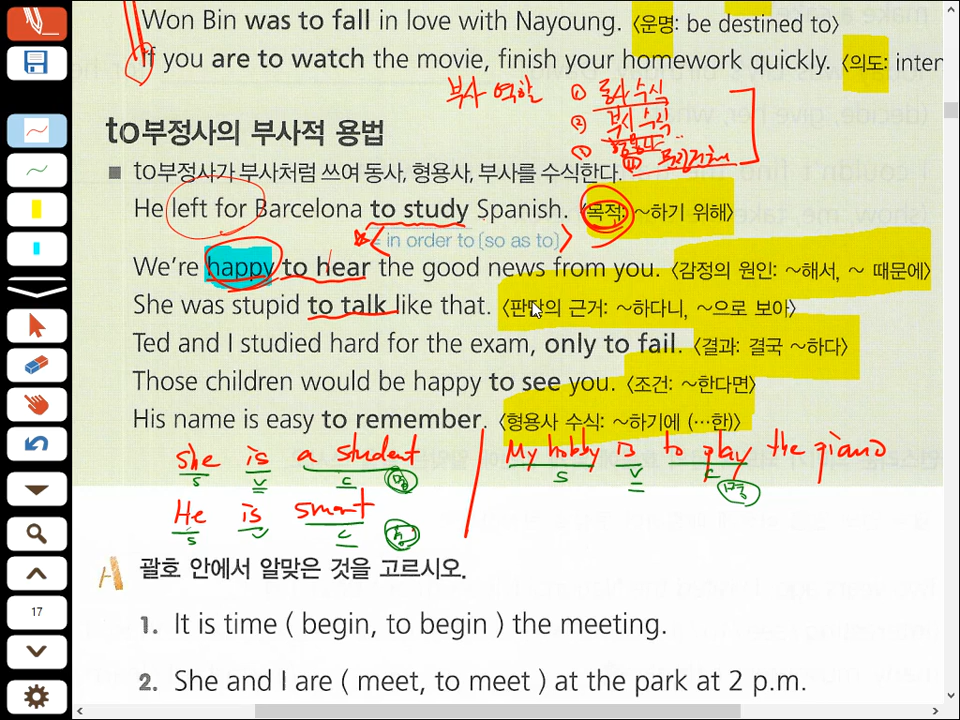 Won Bin was to fall in love with Nayoung. 〈운명: be destined to〉
If you are to watch the movie, finish your homework quickly. 〈의도: inten
부사 역할 ① 동사 수식
② 부사 수식
to부정사의 부사적 용법
■ to부정사가 부사처럼 쓰여 동사, 형용사, 부사를 수식한다.
He left for Barcelona to study Spanish. 〈목적: ~하기 위해〉
= in order to [so as to]
We're happy to hear the good news from you. 〈감정의 원인: ~해서, ~ 때문에〉
She was stupid to talk like that. 〈판단의 근거: ~하다니, ~으로 보아〉
Ted and I studied hard for the exam, only to fail. 〈결과: 결국 ~하다〉
Those children would be happy to see you. 〈조건: ~한다면〉
His name is easy to remember. 〈형용사 수식: ~하기에 (…한)〉
She is a student
S V C 명
My hobby is to play the piano
S V C 명
He is smart
S V C 형
A 괄호 안에서 알맞은 것을 고르시오.
1. It is time ( begin, to begin ) the meeting.
2. She and I are ( meet, to meet ) at the park at 2 p.m.
17